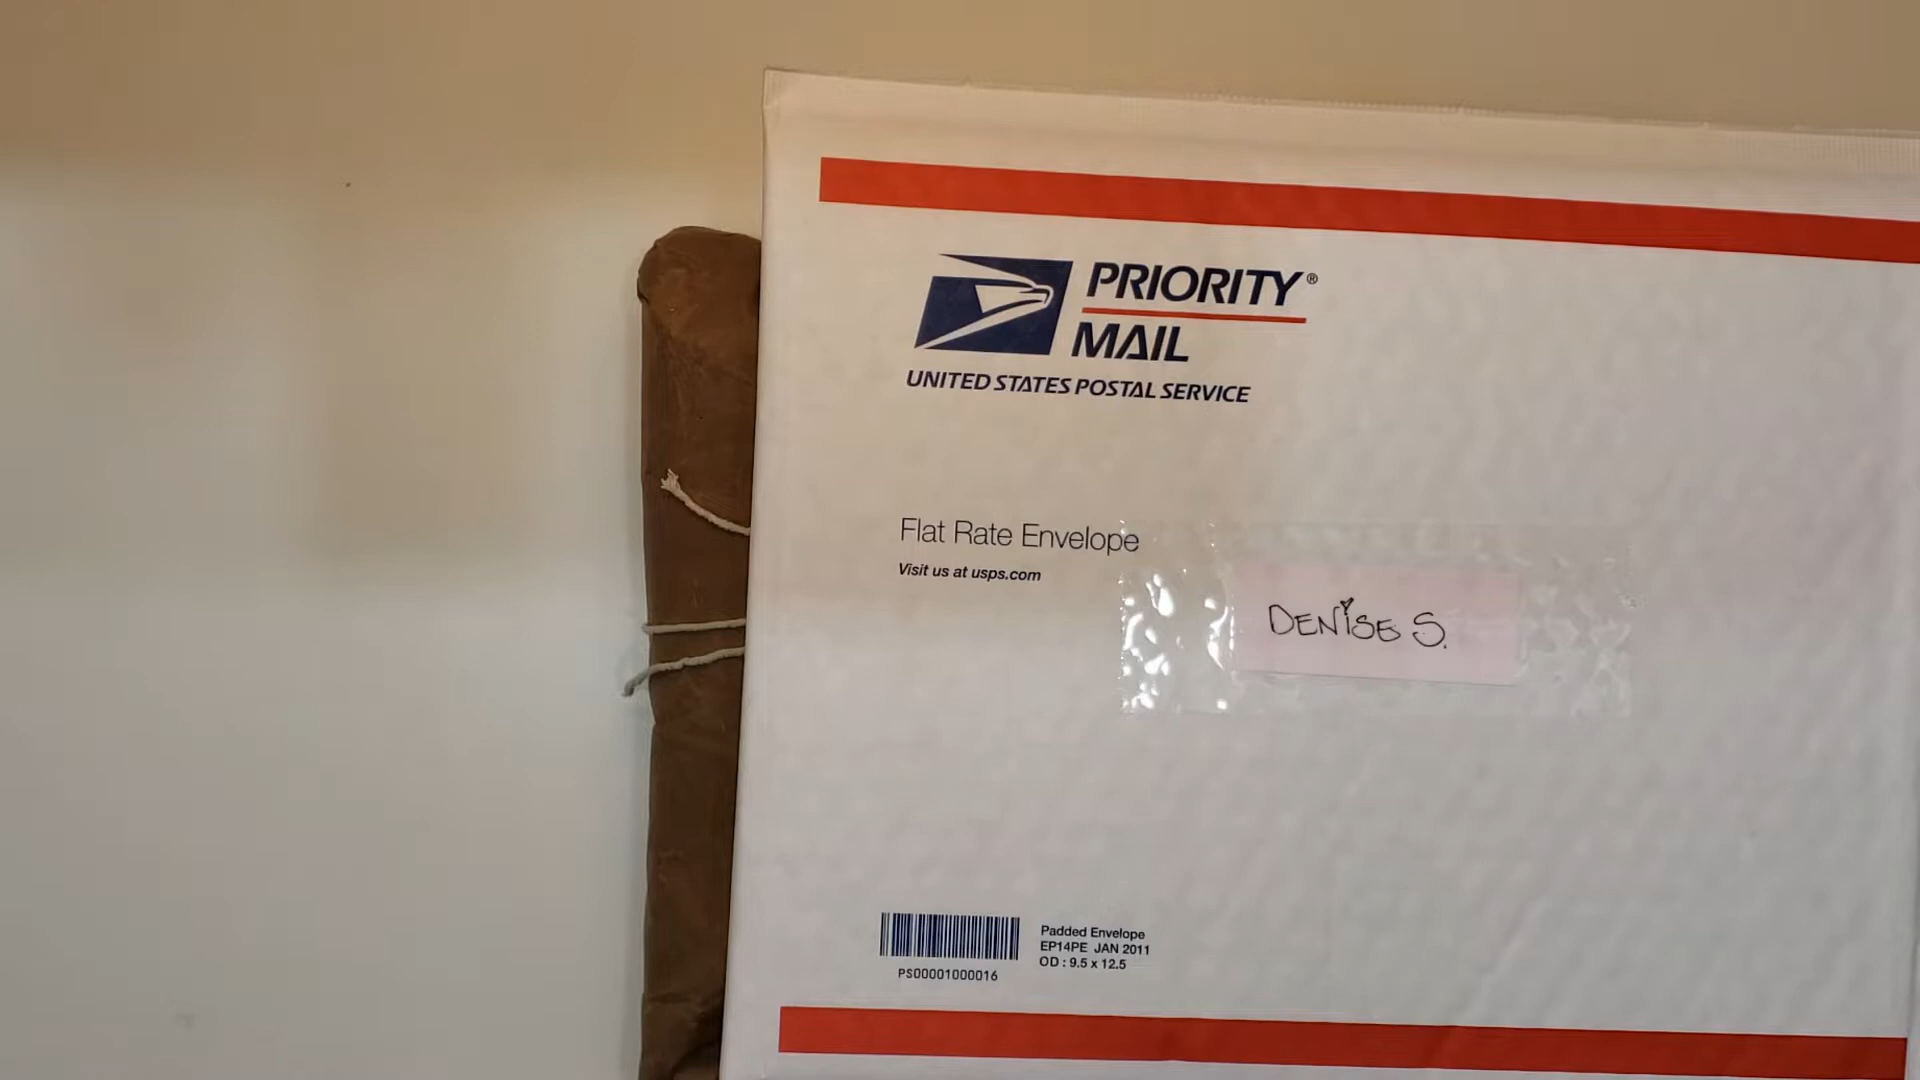 PRIORITY®
MAIL
UNITED STATES POSTAL SERVICE
Flat Rate Envelope
Visit us at usps.com
DENISE S.
PS00001000016
Padded Envelope
EP14PE JAN 2011
OD : 9.5 x 12.5